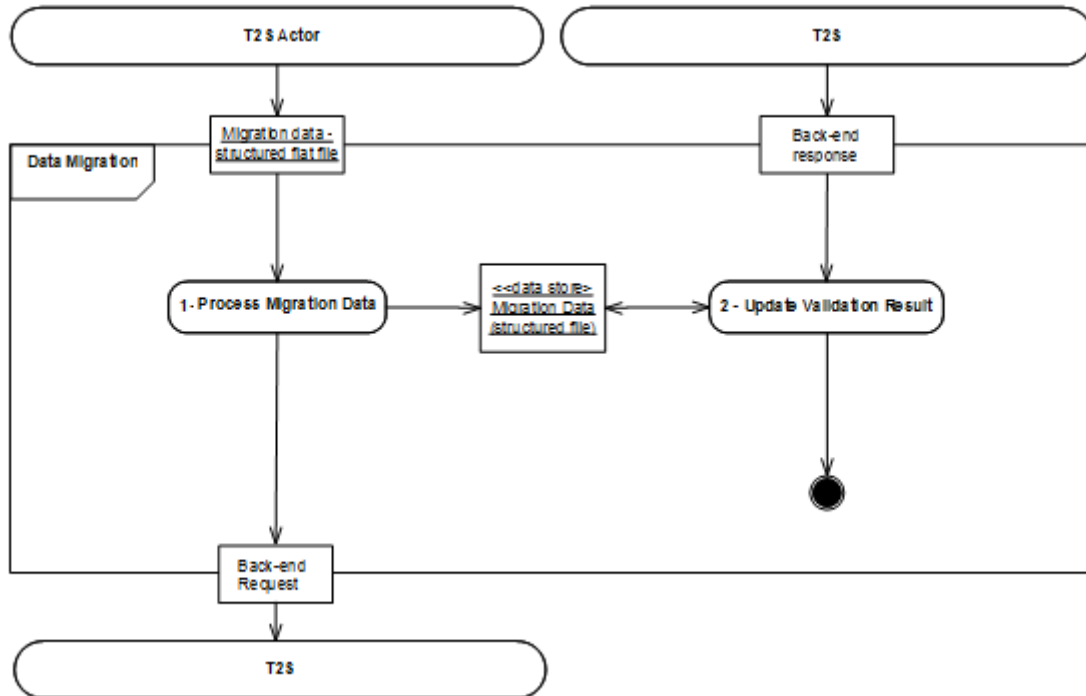 T2S Actor
T2S
Migration data -
structured flat file
Back-end
response
Data Migration
1- Process Migration Data
<<data store>
Migration Data
(structured file)
2 - Update Validation Result
Back-end
Request
T2S